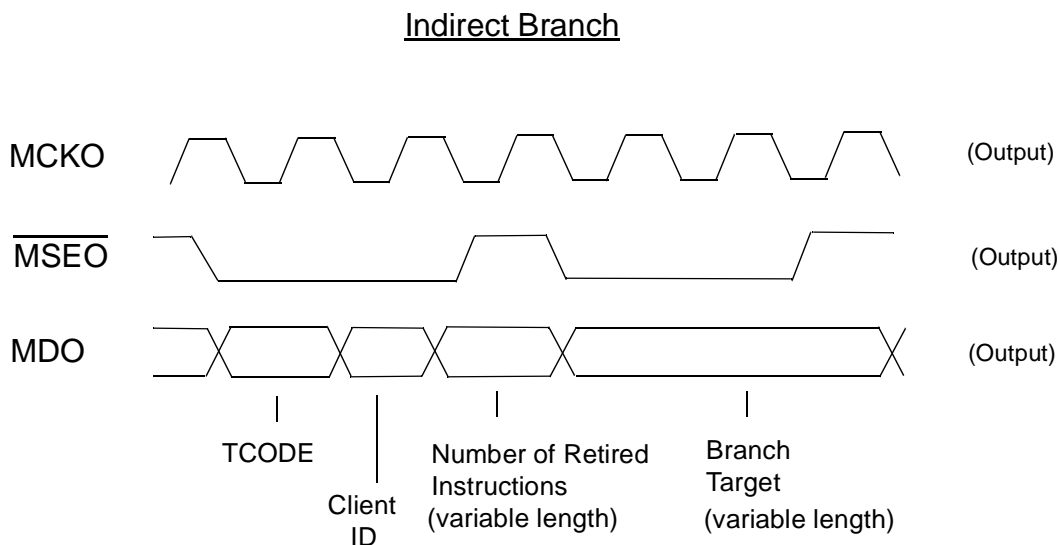 Indirect Branch
MCKO
(Output)
MSEO
(Output)
MDO
(Output)
TCODE
Client
ID
Number of Retired
Instructions
(variable length)
Branch
Target
(variable length)